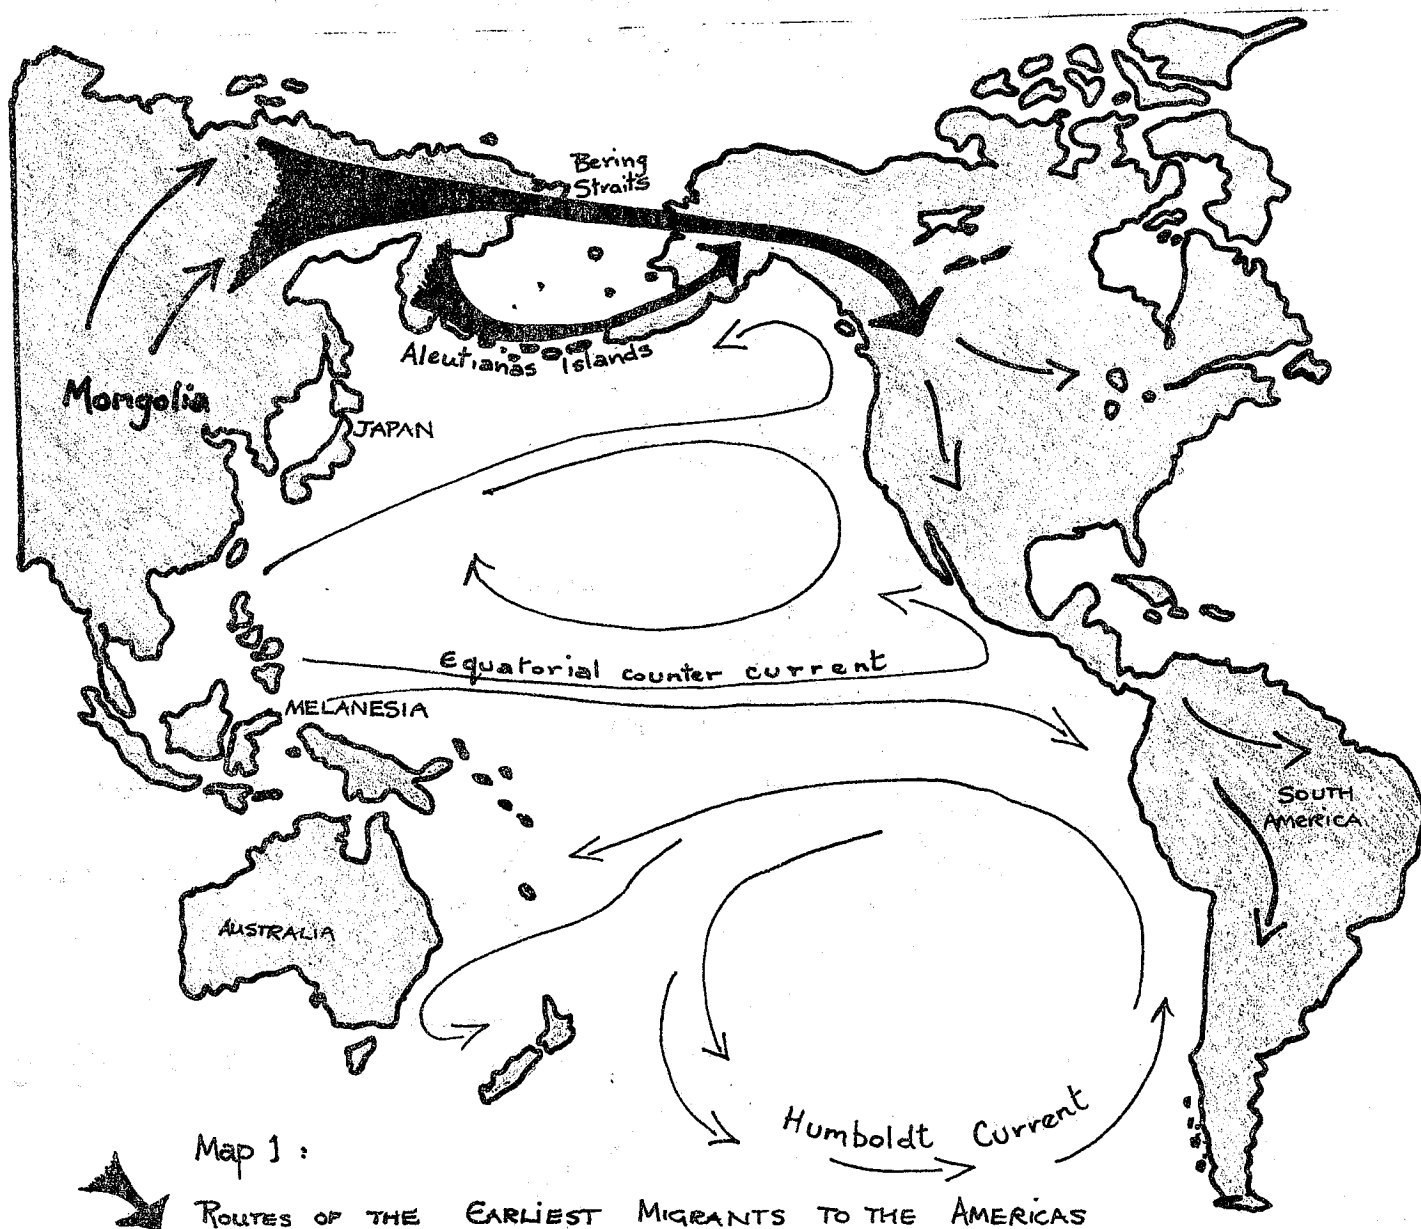 Bering
Straits
Aleutianas Islands
Mongolia
JAPAN
Equatorial counter current
MELANESIA
SOUTH
AMERICA
AUSTRALIA
Humboldt Current
Map 1 :
ROUTES OF THE EARLIEST MIGRANTS TO THE AMERICAS